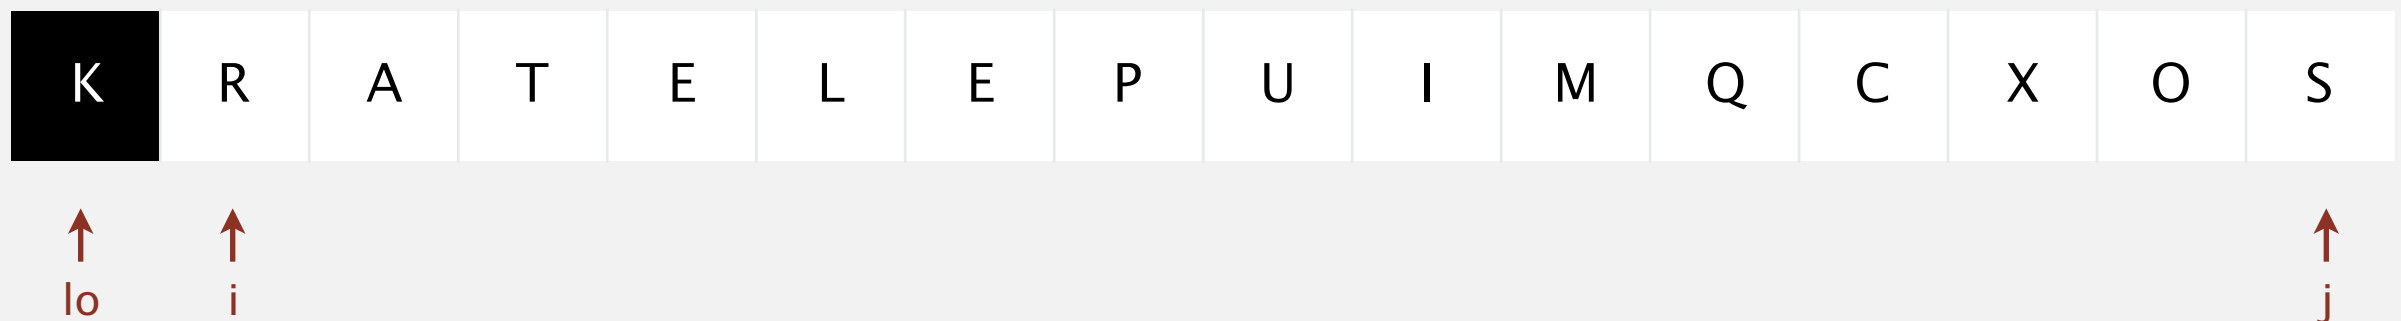 K R A T E L E P U I M Q C X O S
lo i j